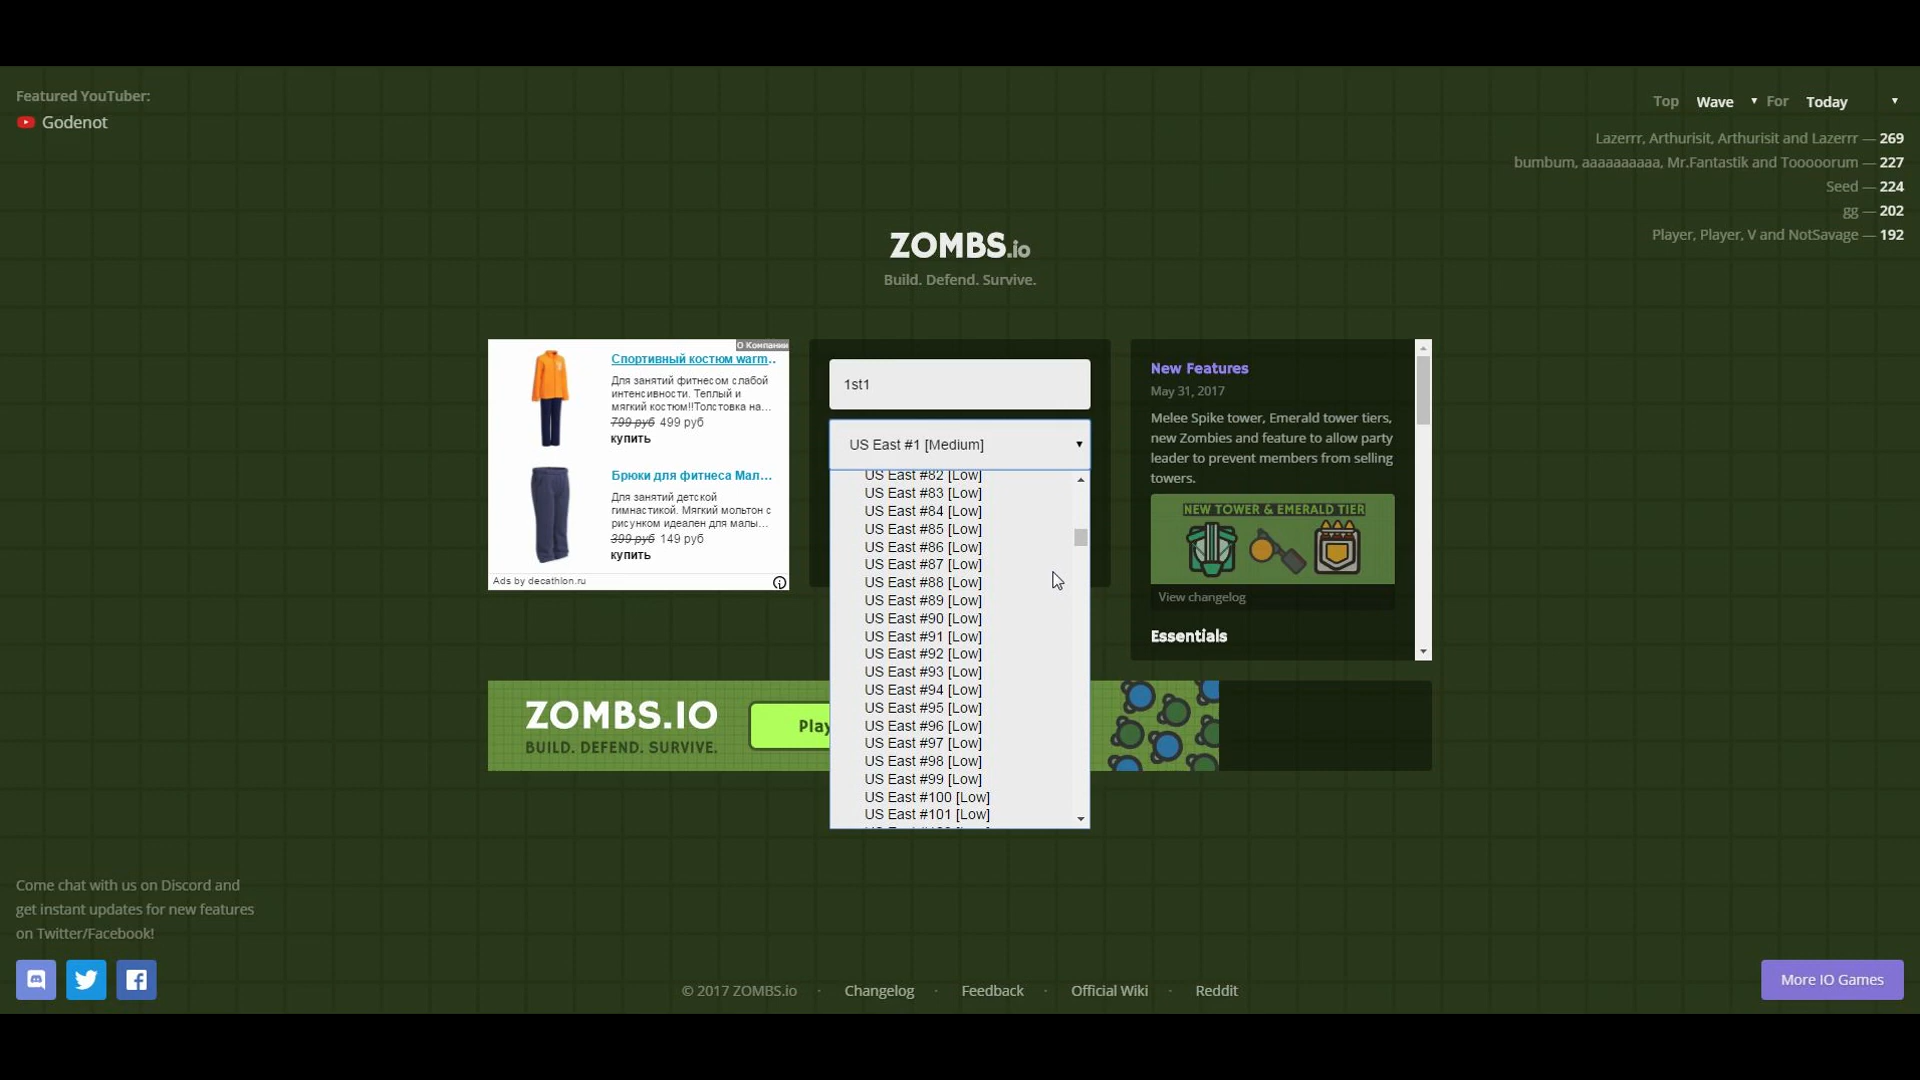 Featured YouTuber:
Godenot
Top Wave For Today
Lazerrr, Arthurisit, Arthurisit and Lazerrr — 269
bumbum, aaaaaaaaaa, Mr.Fantastik and Tooooorum — 227
Seed — 224
gg — 202
Player, Player, V and NotSavage — 192
ZOMBS.io
Build. Defend. Survive.
О Компании
Спортивный костюм warm..
Для занятий фитнесом слабой
интенсивности. Теплый и
мягкий костюм!!Толстовка на...
799 руб 499 руб
купить
Брюки для фитнеса Мал...
Для занятий детской
гимнастикой. Мягкий мольтон с
рисунком идеален для малы...
399 руб 149 руб
купить
Ads by decathlon.ru
1st1
US East #1 [Medium]
US East #82 [Low]
US East #83 [Low]
US East #84 [Low]
US East #85 [Low]
US East #86 [Low]
US East #87 [Low]
US East #88 [Low]
US East #89 [Low]
US East #90 [Low]
US East #91 [Low]
US East #92 [Low]
US East #93 [Low]
US East #94 [Low]
US East #95 [Low]
US East #96 [Low]
US East #97 [Low]
US East #98 [Low]
US East #99 [Low]
US East #100 [Low]
US East #101 [Low]
New Features
May 31, 2017
Melee Spike tower, Emerald tower tiers,
new Zombies and feature to allow party
leader to prevent members from selling
towers.
NEW TOWER & EMERALD TIER
View changelog
Essentials
ZOMBS.IO
BUILD. DEFEND. SURVIVE.
Play
Come chat with us on Discord and
get instant updates for new features
on Twitter/Facebook!
© 2017 ZOMBS.io · Changelog · Feedback · Official Wiki · Reddit
More IO Games